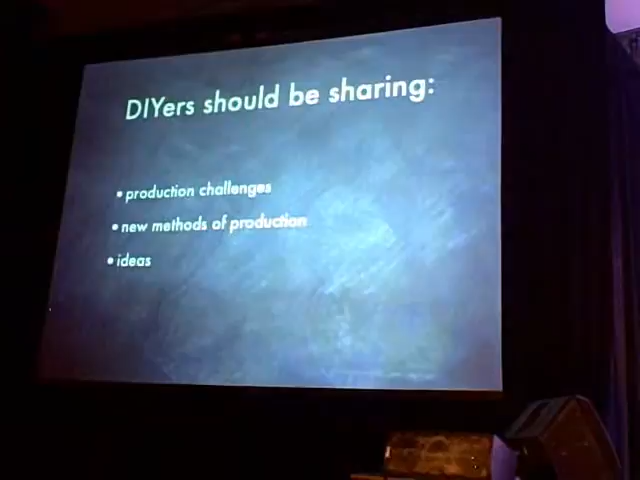 DIYers should be sharing:
• production challenges
• new methods of production
• ideas